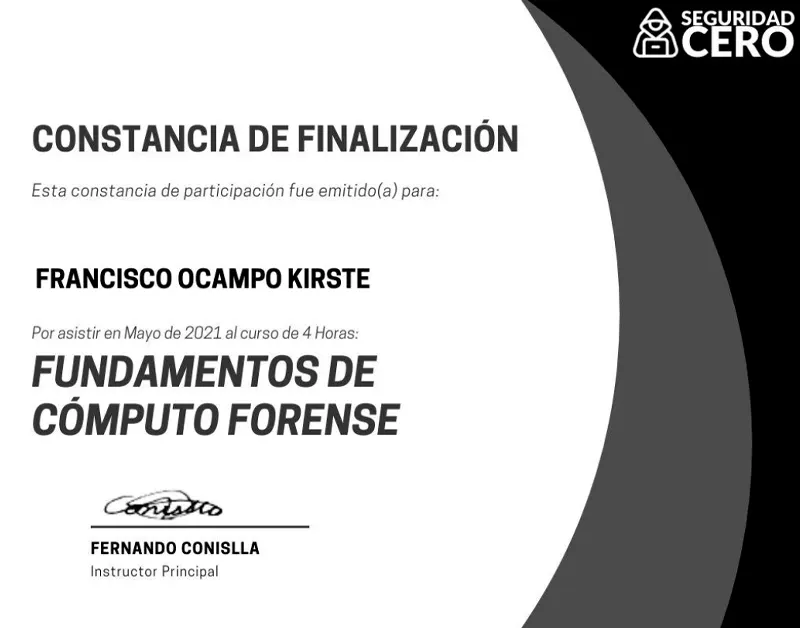 SEGURIDAD
CERO
CONSTANCIA DE FINALIZACIÓN
Esta constancia de participación fue emitido(a) para:
FRANCISCO OCAMPO KIRSTE
Por asistir en Mayo de 2021 al curso de 4 Horas:
FUNDAMENTOS DE
CÓMPUTO FORENSE
Conislla
FERNANDO CONISLLA
Instructor Principal